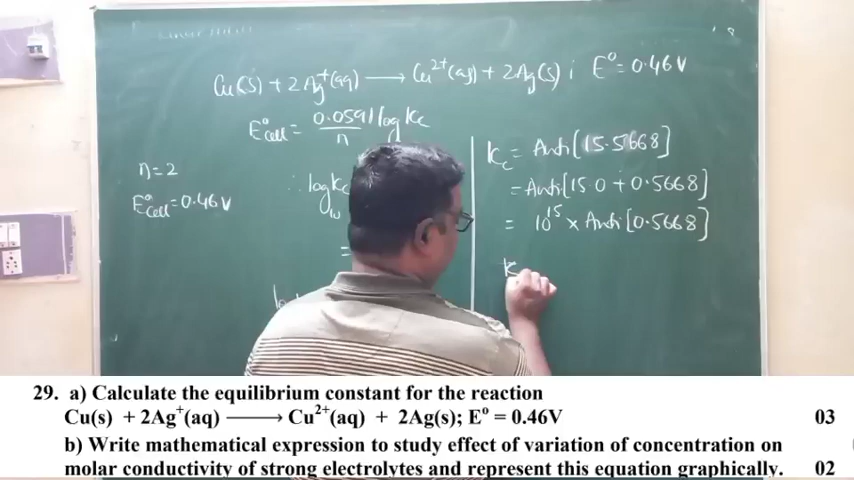 Cu(s) + 2Ag⁺(aq) ⟶ Cu²⁺(aq) + 2Ag(s) ; E° = 0.46V
E°cell = 0.0591/n log Kc
n = 2
E°cell = 0.46V
∴ log Kc
10
=
Kc = Anti[15.5668]
= Anti[15.0 + 0.5668]
= 10¹⁵ × Anti[0.5668]
K
29. a) Calculate the equilibrium constant for the reaction
Cu(s) + 2Ag⁺(aq) ⟶ Cu²⁺(aq) + 2Ag(s); E° = 0.46V 03
b) Write mathematical expression to study effect of variation of concentration on
molar conductivity of strong electrolytes and represent this equation graphically. 02